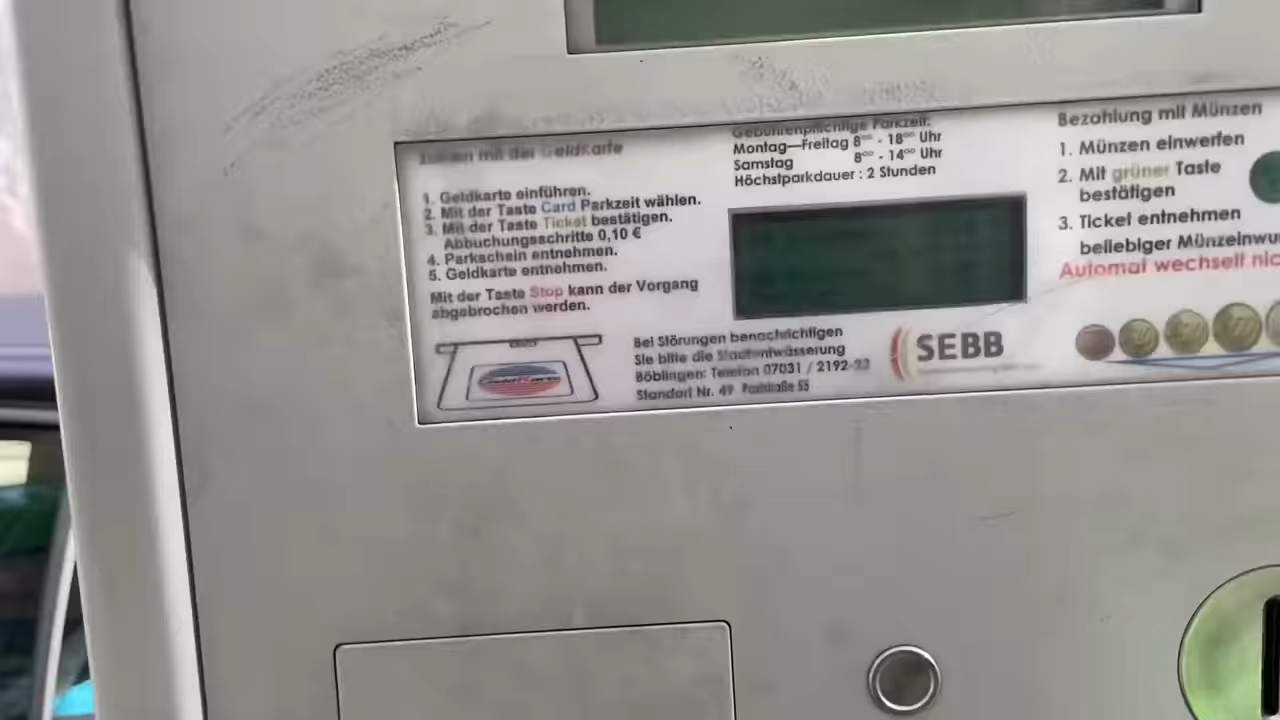 Zahlen mit der GeldKarte
1. Geldkarte einführen.
2. Mit der Taste Card Parkzeit wählen.
3. Mit der Taste Ticket bestätigen.
Abbuchungsschritte 0,10 €
4. Parkschein entnehmen.
5. Geldkarte entnehmen.
Mit der Taste Stop kann der Vorgang
abgebrochen werden.
GeldKarte
Gebührenpflichtige Parkzeit:
Montag—Freitag 8ºº - 18ºº Uhr
Samstag 8ºº - 14ºº Uhr
Höchstparkdauer : 2 Stunden
Bei Störungen benachrichtigen
Sie bitte die Stadtentwässerung
Böblingen: Telefon 07031 / 2192-
Standort Nr. 49 Poststraße 55
SEBB
Bezahlung mit Münzen
1. Münzen einwerfen
2. Mit grüner Taste
bestätigen
3. Ticket entnehmen
beliebiger Münzeinwu
Automat wechselt nic